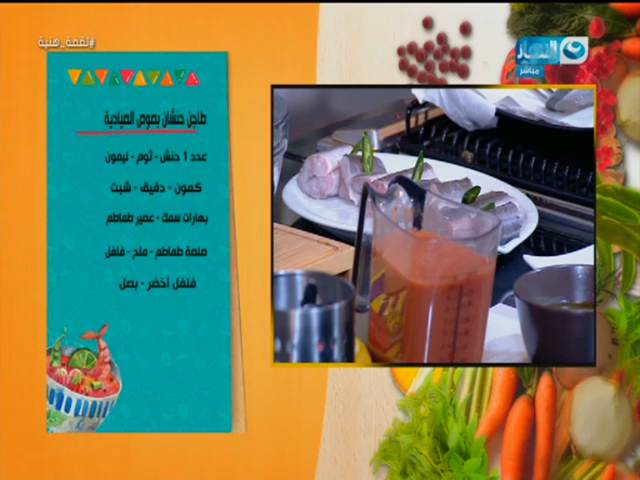 #لقمة_هنية
النهار
مباشر
طاجن حنشان بصوص الصيادية
عدد 1 حنش - ثوم - ليمون
كمون - دقيق - شبت
بهارات سمك - عصير طماطم
صلصة طماطم - ملح - فلفل
فلفل أخضر - بصل